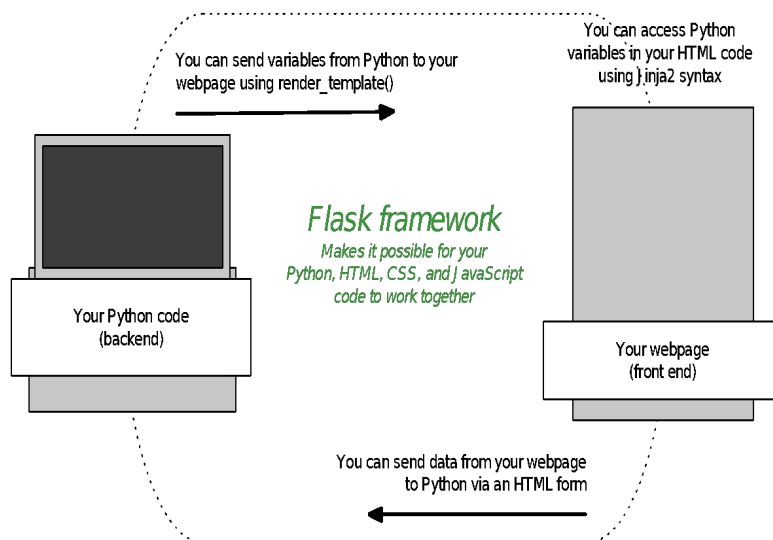 You can send variables from Python to your
webpage using render_template()
You can access Python
variables in your HTML code
using Jinja2 syntax
Flask framework
Makes it possible for your
Python, HTML, CSS, and JavaScript
code to work together
Your Python code
(backend)
Your webpage
(front end)
You can send data from your webpage
to Python via an HTML form